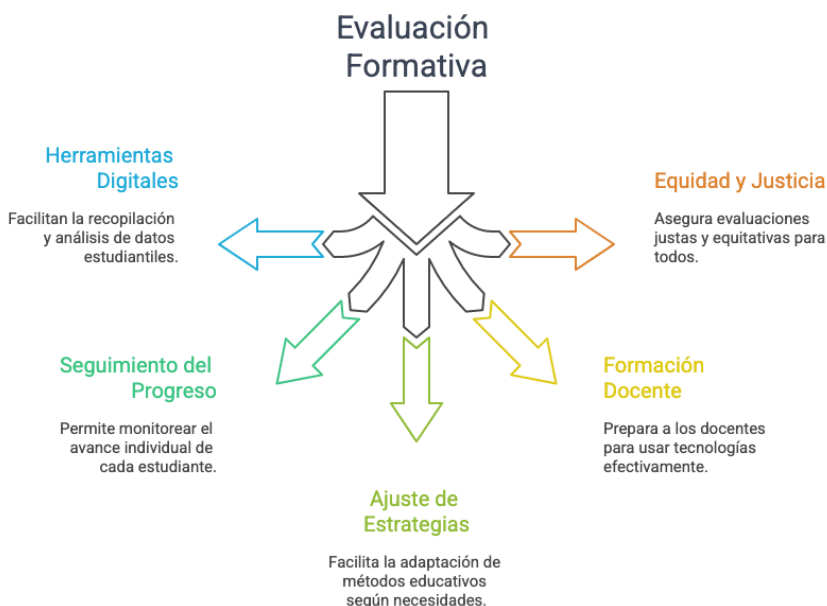 Evaluación
Formativa
Herramientas
Digitales
Facilitan la recopilación
y análisis de datos
estudiantiles.
Equidad y Justicia
Asegura evaluaciones
justas y equitativas para
todos.
Seguimiento del
Progreso
Permite monitorear el
avance individual de
cada estudiante.
Formación
Docente
Prepara a los docentes
para usar tecnologías
efectivamente.
Ajuste de
Estrategias
Facilita la adaptación de
métodos educativos
según necesidades.